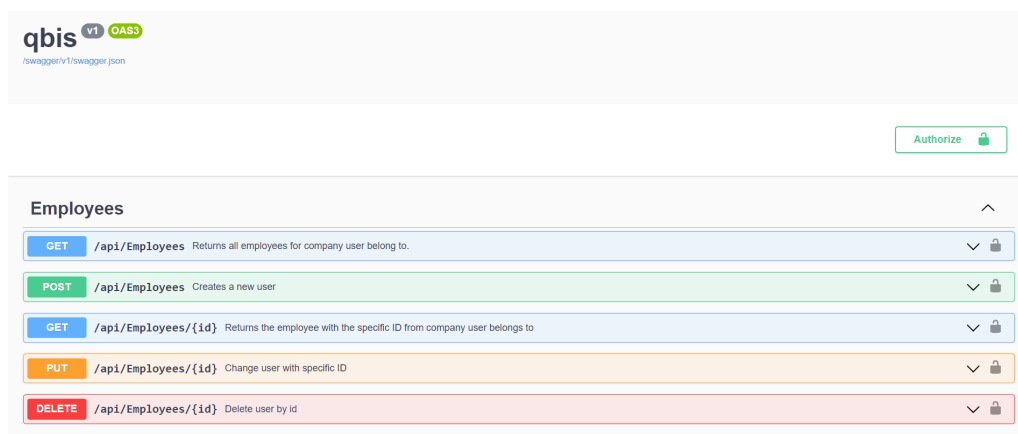 qbis v1 OAS3
/swagger/v1/swagger.json
Authorize
Employees
GET /api/Employees Returns all employees for company user belong to.
POST /api/Employees Creates a new user
GET /api/Employees/{id} Returns the employee with the specific ID from company user belongs to
PUT /api/Employees/{id} Change user with specific ID
DELETE /api/Employees/{id} Delete user by id